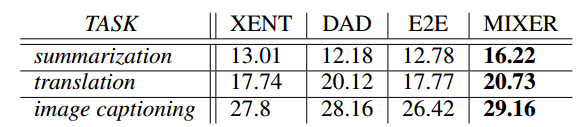 TASK XENT DAD E2E MIXER
summarization 13.01 12.18 12.78 16.22
translation 17.74 20.12 17.77 20.73
image captioning 27.8 28.16 26.42 29.16